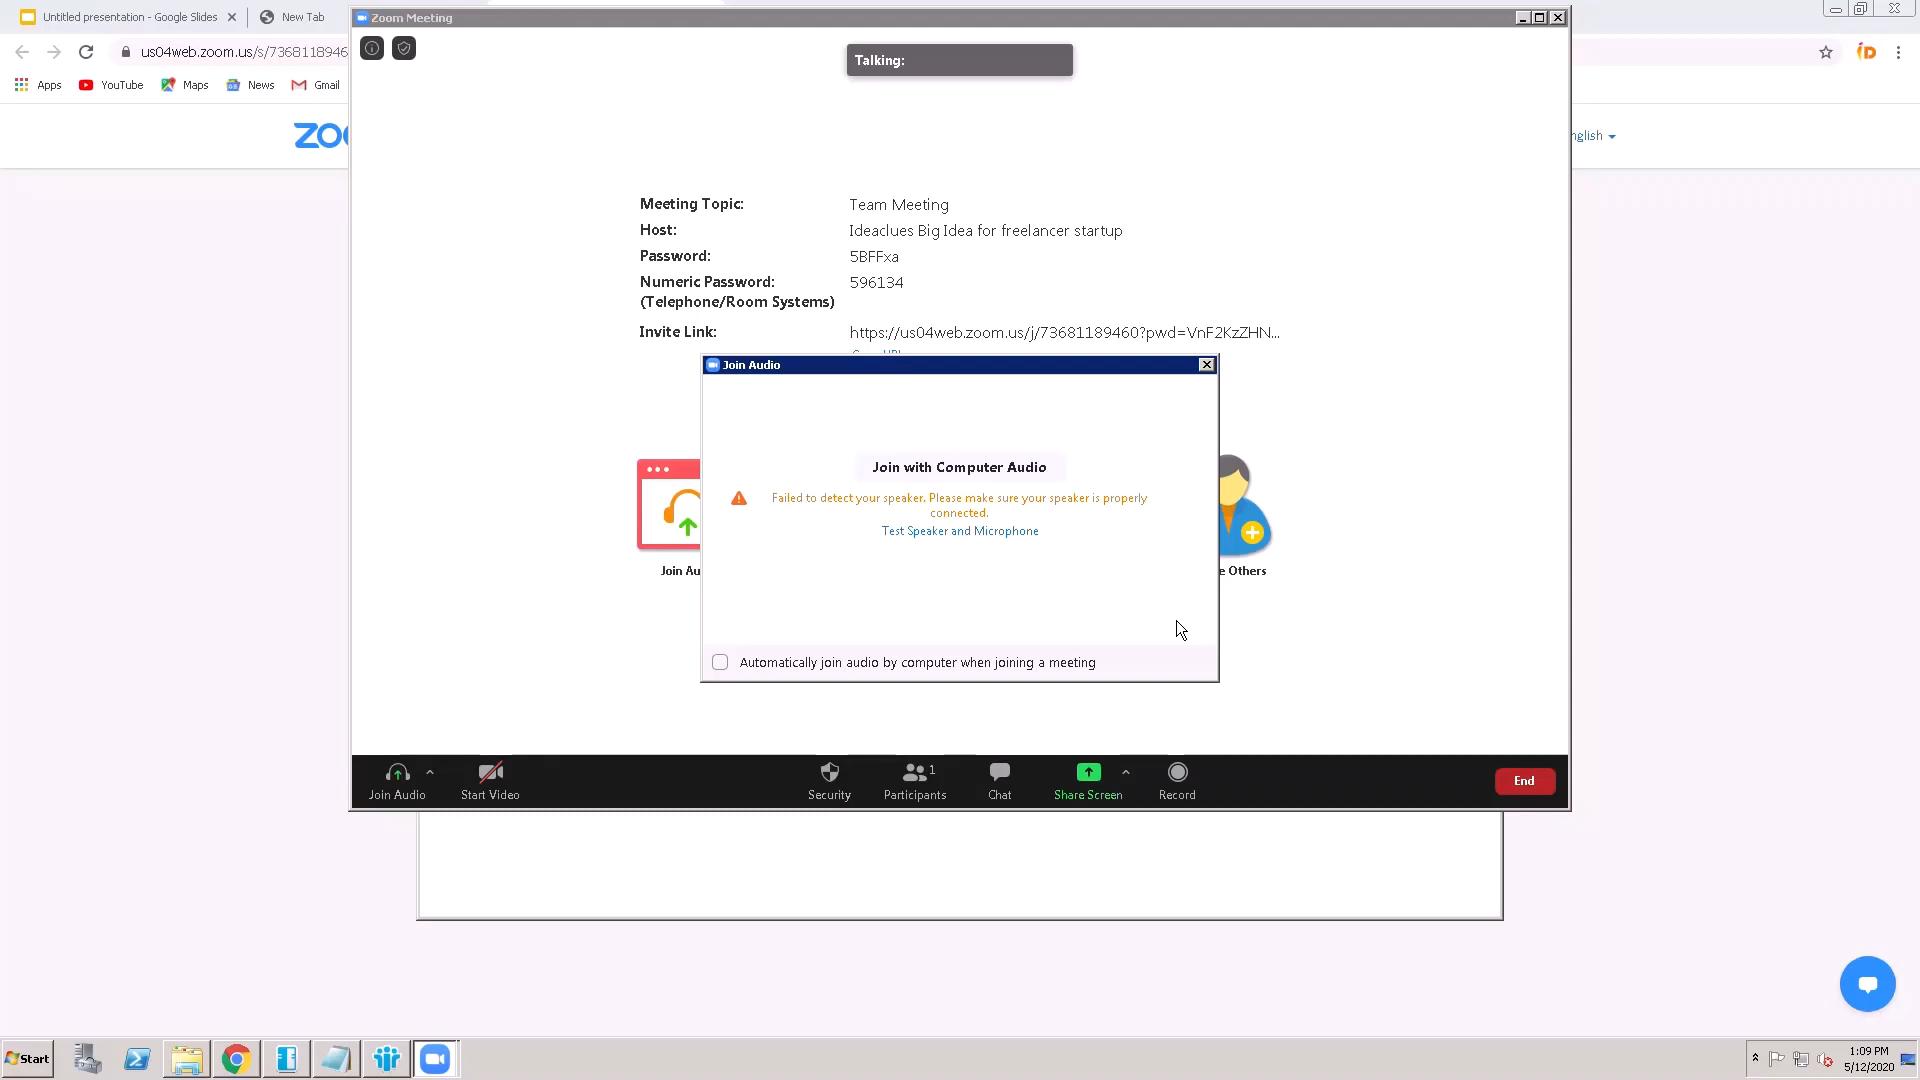 Untitled presentation - Google Slides
New Tab
Zoom Meeting
us04web.zoom.us/s/7368118946
Talking:
Apps
YouTube
Maps
News
Gmail
ZOO
nglish
Meeting Topic: Team Meeting
Host: Ideaclues Big Idea for freelancer startup
Password: 5BFFxa
Numeric Password: 596134
(Telephone/Room Systems)
Invite Link: https://us04web.zoom.us/j/73681189460?pwd=VnF2KzZHN...
Join Audio
Join with Computer Audio
Failed to detect your speaker. Please make sure your speaker is properly
connected.
Test Speaker and Microphone
Join Au
e Others
Automatically join audio by computer when joining a meeting
Join Audio
Start Video
Security
1
Participants
Chat
Share Screen
Record
End
Start
1:09 PM
5/12/2020